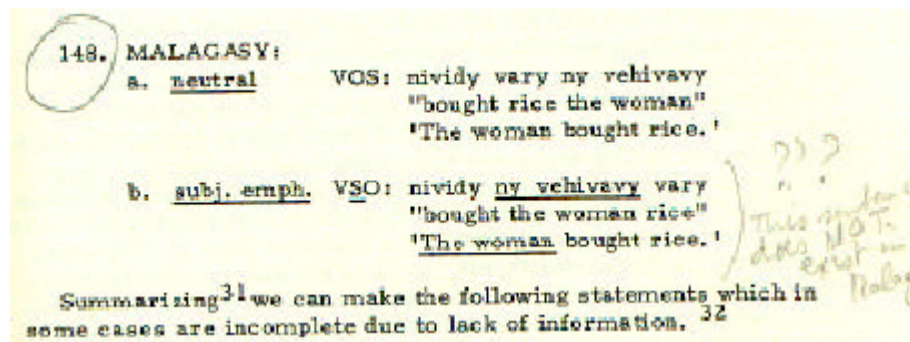 148. MALAGASY:
a. neutral VOS: nividy vary ny vehivavy
"bought rice the woman"
'The woman bought rice.'
b. subj. emph. VSO: nividy ny vehivavy vary
"bought the woman rice"
'The woman bought rice.'
???
This
does NOT
exist in
Summarizing31 we can make the following statements which in
some cases are incomplete due to lack of information. 32